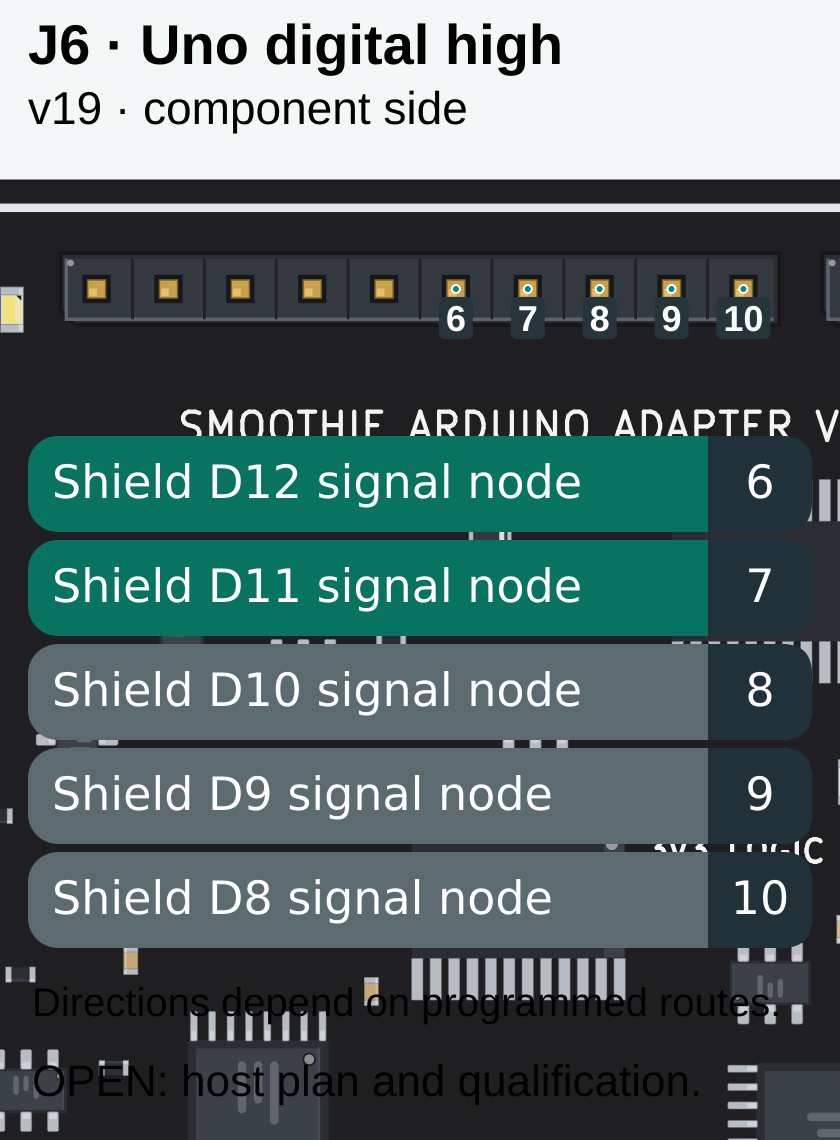 J6 · Uno digital high
v19 · component side
6 7 8 9 10
SMOOTHIE ARDUINO ADAPTER V
Shield D12 signal node 6
Shield D11 signal node 7
Shield D10 signal node 8
Shield D9 signal node 9
3V3 LOGIC
Shield D8 signal node 10
Directions depend on programmed routes.
OPEN: host plan and qualification.